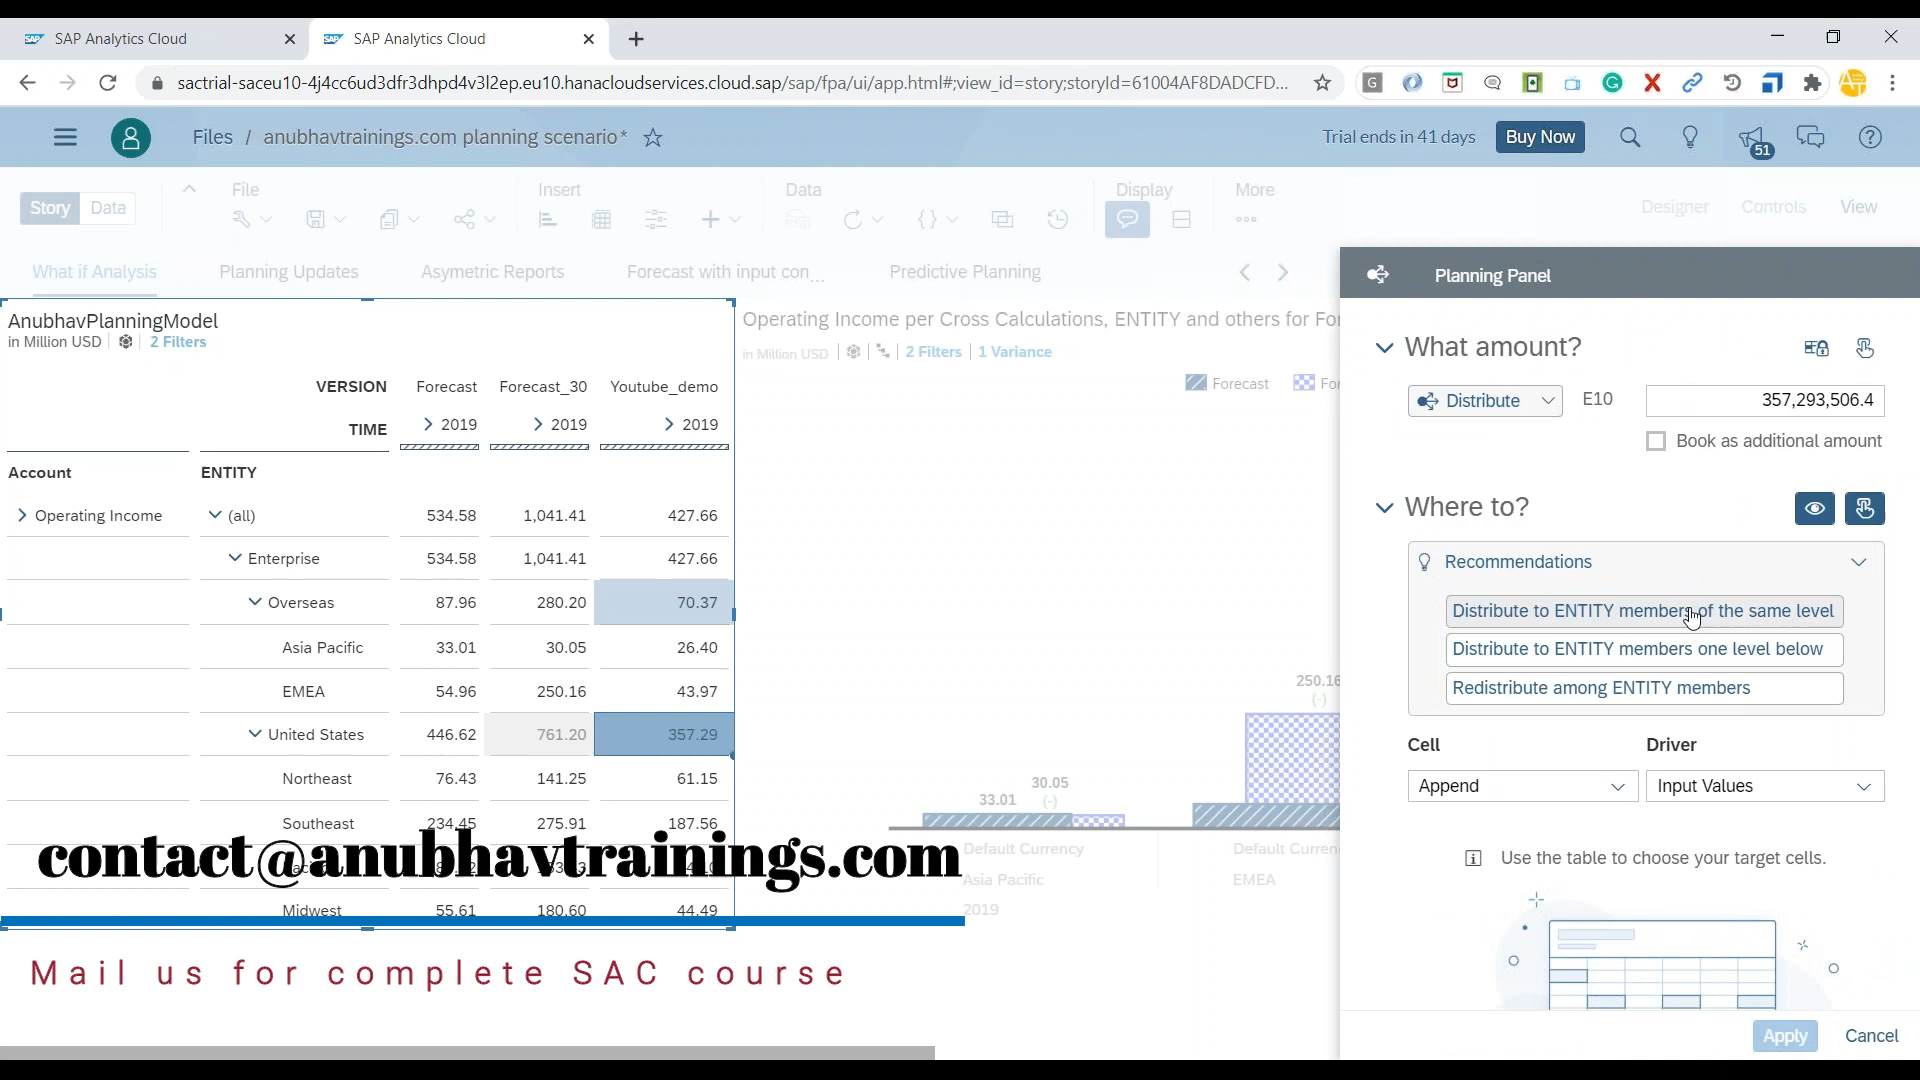 SAP Analytics Cloud
SAP Analytics Cloud
sactrial-saceu10-4j4cc6ud3dfr3dhpd4v3l2ep.eu10.hanacloudservices.cloud.sap/sap/fpa/ui/app.html#;view_id=story;storyId=61004AF8DADCFD...
Files / anubhavtrainings.com planning scenario*
Trial ends in 41 days
Buy Now
51
Story Data
File
Insert
Data
Display
More
Designer Controls View
What if Analysis
Planning Updates
Asymetric Reports
Forecast with input con...
Predictive Planning
AnubhavPlanningModel
in Million USD 2 Filters
VERSION Forecast Forecast_30 Youtube_demo
TIME 2019 2019 2019
Account ENTITY
Operating Income (all) 534.58 1,041.41 427.66
Enterprise 534.58 1,041.41 427.66
Overseas 87.96 280.20 70.37
Asia Pacific 33.01 30.05 26.40
EMEA 54.96 250.16 43.97
United States 446.62 761.20 357.29
Northeast 76.43 141.25 61.15
Southeast 234.45 275.91 187.56
contact@anubhavtrainings.com
Midwest 55.61 180.60 44.49
Mail us for complete SAC course
Operating Income per Cross Calculations, ENTITY and others for
in Million USD 2 Filters 1 Variance
Forecast
250.16
(-)
30.05
33.01 (-)
Default Currency
Default
Asia Pacific
EMEA
2019
Planning Panel
What amount?
Distribute E10 357,293,506.4
Book as additional amount
Where to?
Recommendations
Distribute to ENTITY members of the same level
Distribute to ENTITY members one level below
Redistribute among ENTITY members
Cell Driver
Append Input Values
Use the table to choose your target cells.
Apply Cancel